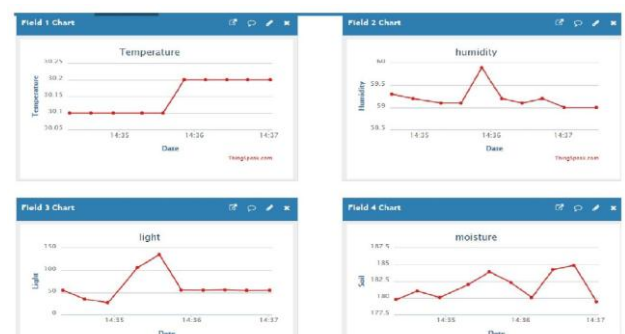 Field 1 Chart
Temperature
Temperature
30.2
30.15
30.1
30.05
14:35
14:36
14:37
Date
ThingSpeak.com
Field 2 Chart
humidity
Humidity
60
59.5
59
58.5
14:35
14:36
14:37
Date
ThingSpeak.com
Field 3 Chart
light
Light
150
100
50
0
14:35
14:36
14:37
Date
Field 4 Chart
moisture
Soil
187.5
185
182.5
180
177.5
14:35
14:36
14:37
Date